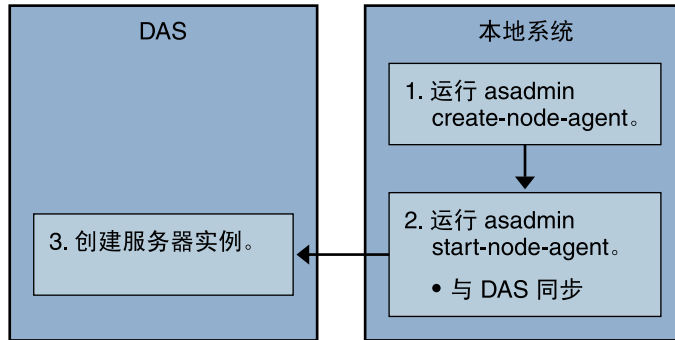 DAS
3. 创建服务器实例。
本地系统
1. 运行 asadmin
create-node-agent。
2. 运行 asadmin
start-node-agent。
• 与 DAS 同步